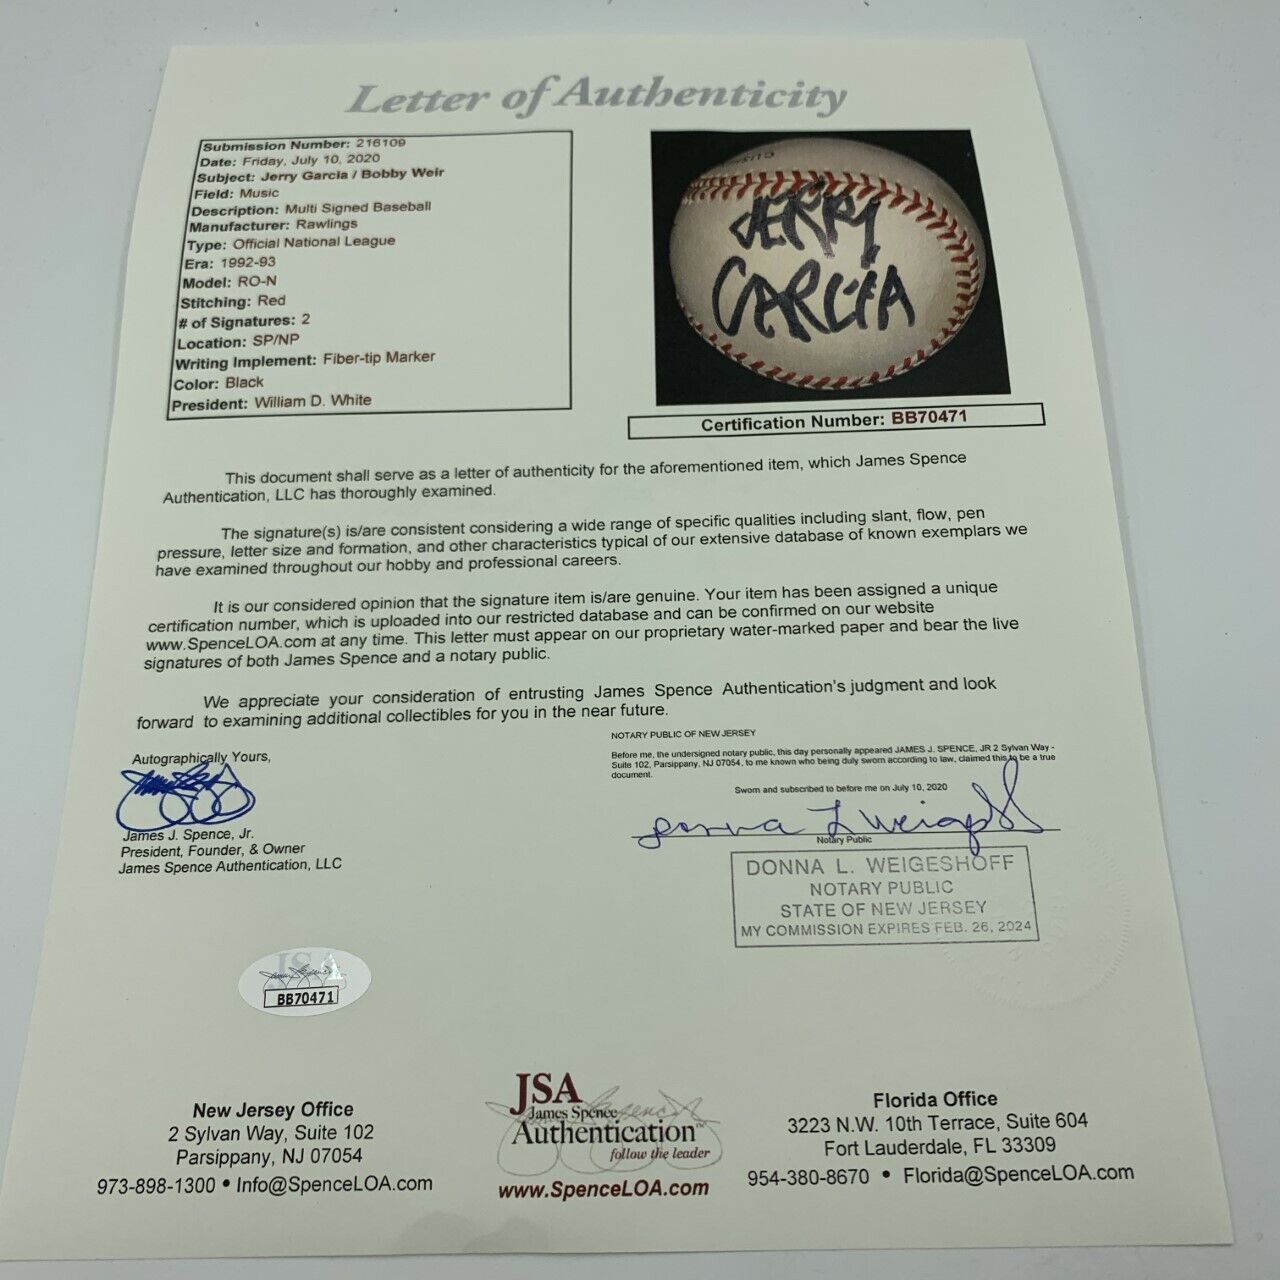 Letter of Authenticity
Submission Number: 216109
Date: Friday, July 10, 2020
Subject: Jerry Garcia / Bobby Weir
Field: Music
Description: Multi Signed Baseball
Manufacturer: Rawlings
Type: Official National League
Era: 1992-93
Model: RO-N
Stitching: Red
# of Signatures: 2
Location: SP/NP
Writing Implement: Fiber-tip Marker
Color: Black
President: William D. White
JERRY
GARCIA
Certification Number: BB70471
This document shall serve as a letter of authenticity for the aforementioned item, which James Spence
Authentication, LLC has thoroughly examined.
The signature(s) is/are consistent considering a wide range of specific qualities including slant, flow, pen
pressure, letter size and formation, and other characteristics typical of our extensive database of known exemplars we
have examined throughout our hobby and professional careers.
It is our considered opinion that the signature item is/are genuine. Your item has been assigned a unique
certification number, which is uploaded into our restricted database and can be confirmed on our website
www.SpenceLOA.com at any time. This letter must appear on our proprietary water-marked paper and bear the live
signatures of both James Spence and a notary public.
We appreciate your consideration of entrusting James Spence Authentication's judgment and look
forward to examining additional collectibles for you in the near future.
Autographically Yours,
James J. Spence, Jr.
President, Founder, & Owner
James Spence Authentication, LLC
NOTARY PUBLIC OF NEW JERSEY
Before me, the undersigned notary public, this day personally appeared JAMES J. SPENCE, JR 2 Sylvan Way -
Suite 102, Parsippany, NJ 07054, to me known who being duly sworn according to law, claimed this to be a true
document.
Sworn and subscribed to before me on July 10, 2020
Notary Public
DONNA L. WEIGESHOFF
NOTARY PUBLIC
STATE OF NEW JERSEY
MY COMMISSION EXPIRES FEB. 26, 2024
JSA
BB70471
New Jersey Office
2 Sylvan Way, Suite 102
Parsippany, NJ 07054
973-898-1300 • Info@SpenceLOA.com
JSA
James Spence
Authentication™
follow the leader
www.SpenceLOA.com
Florida Office
3223 N.W. 10th Terrace, Suite 604
Fort Lauderdale, FL 33309
954-380-8670 • Florida@SpenceLOA.com